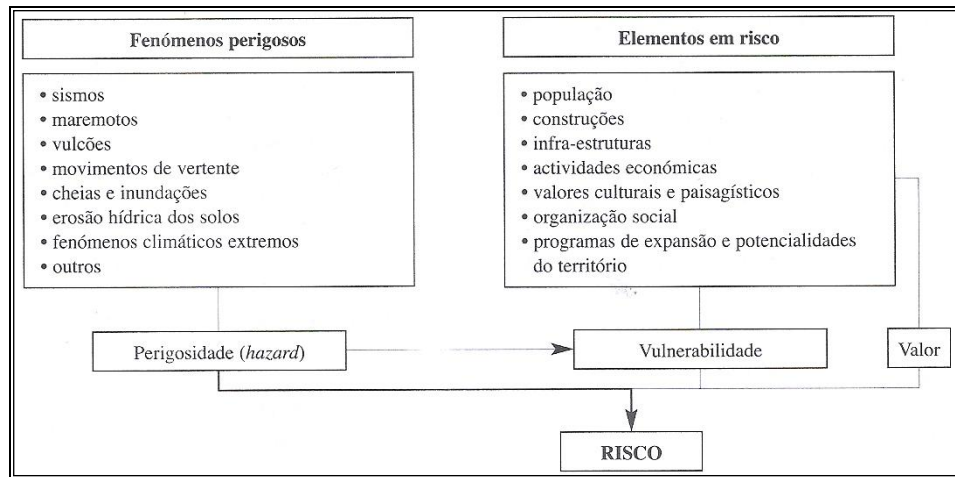 Fenómenos perigosos
• sismos
• maremotos
• vulcões
• movimentos de vertente
• cheias e inundações
• erosão hídrica dos solos
• fenómenos climáticos extremos
• outros
Elementos em risco
• população
• construções
• infra-estruturas
• actividades económicas
• valores culturais e paisagísticos
• organização social
• programas de expansão e potencialidades
do território
Perigosidade (hazard)
Vulnerabilidade
Valor
RISCO